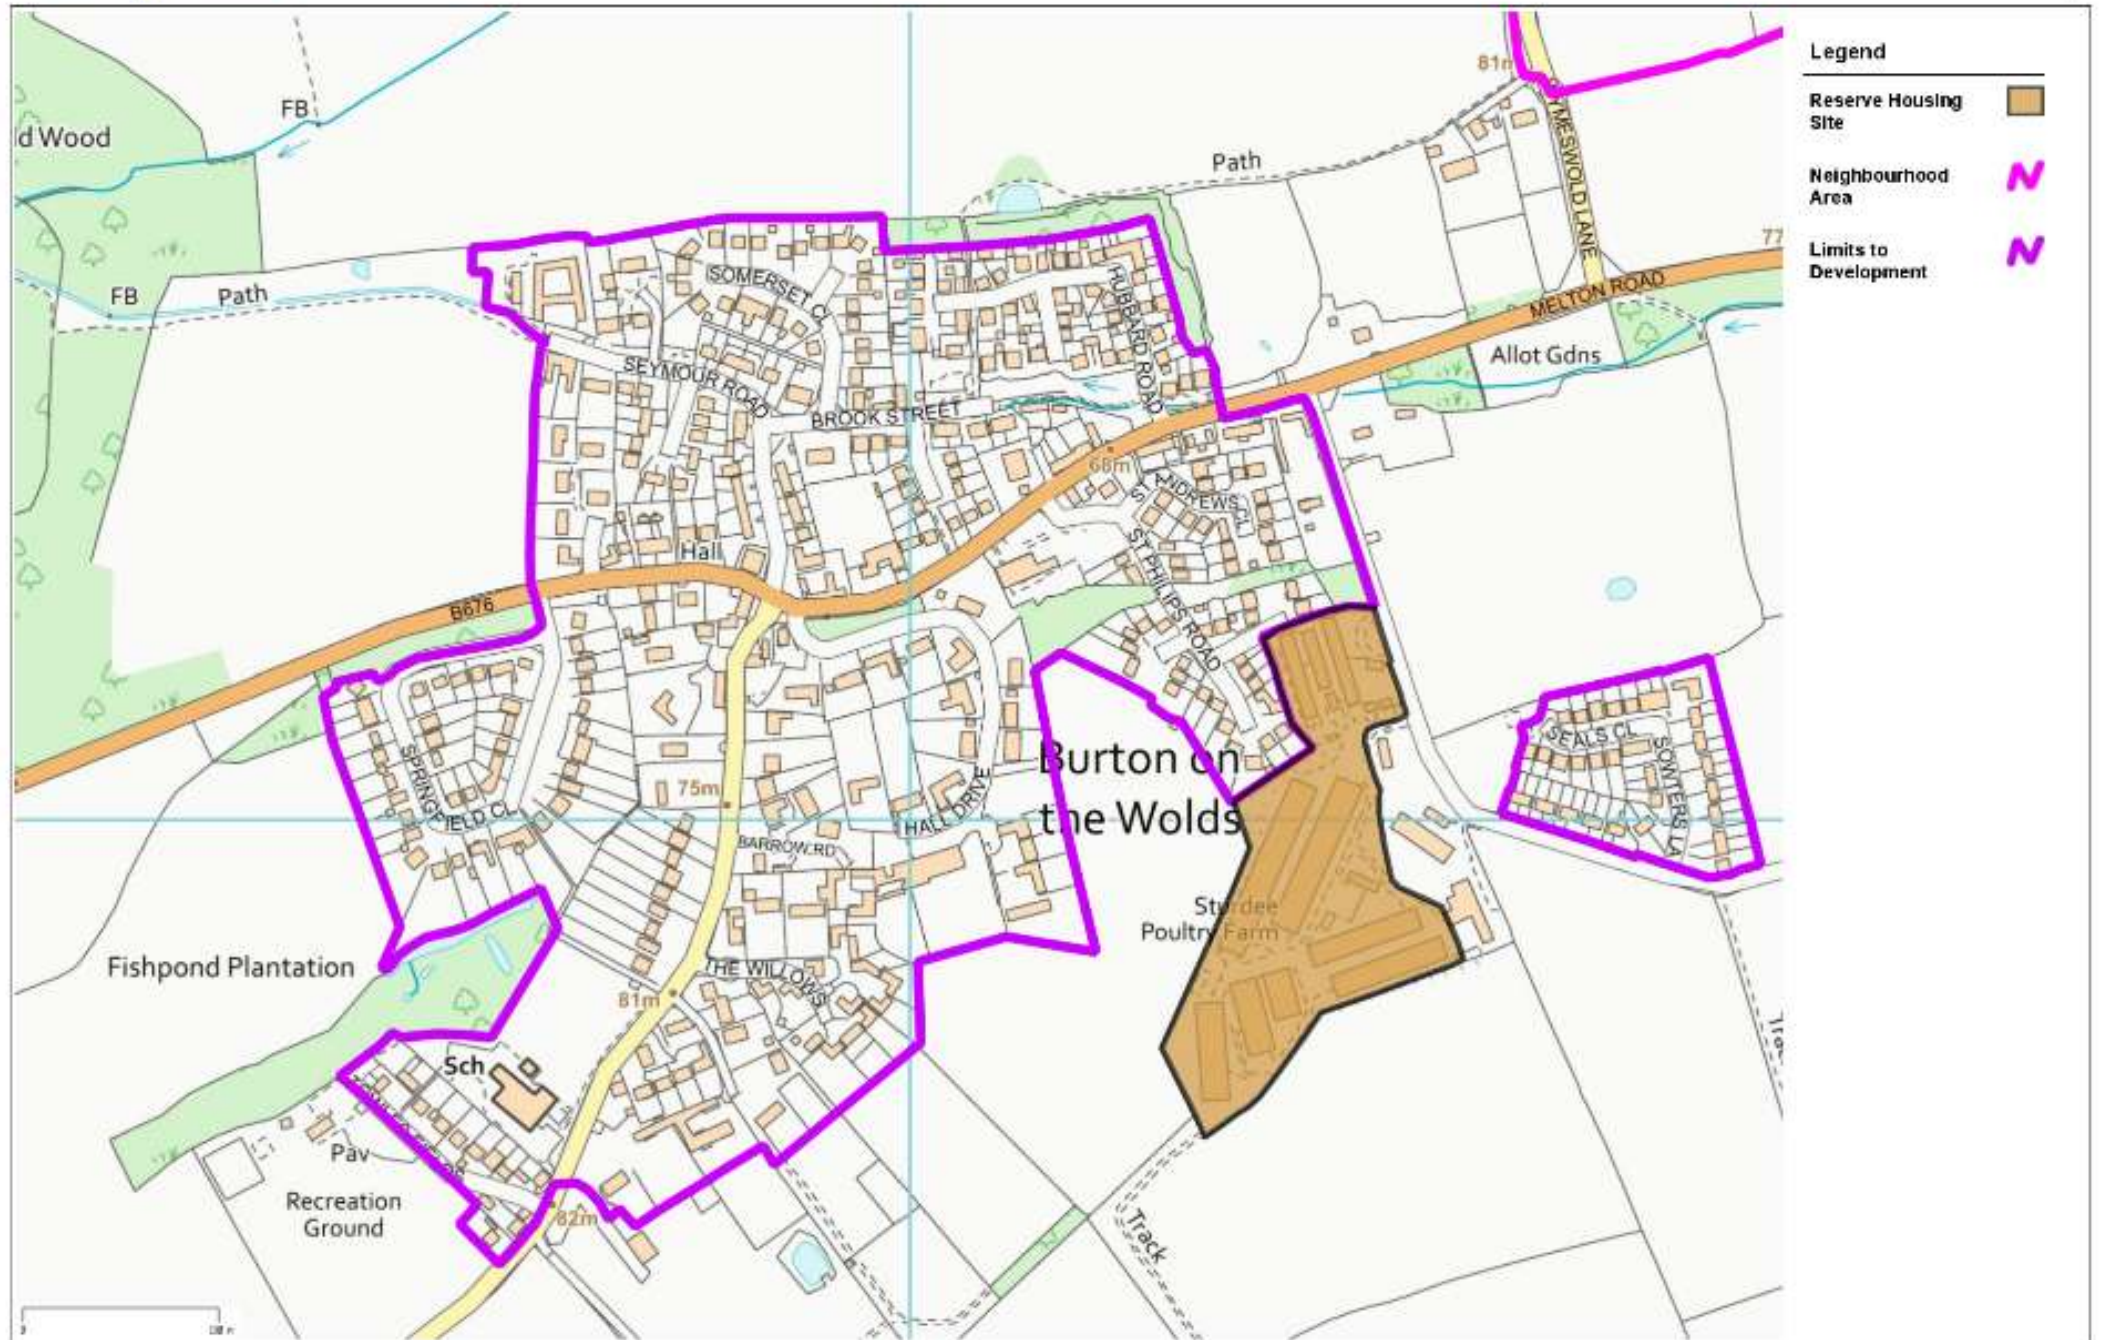 Legend
Reserve Housing
Site
Neighbourhood
Area
Limits to
Development
81m
FB
ld Wood
Path
YMESWOLD LANE
77
MELTON ROAD
FB
Path
SOMERSET CL
HUBBARD ROAD
Allot Gdns
SEYMOUR ROAD
BROOK STREET
68m
ST ANDREWS CL
Hall
ST PHILIPS ROAD
B676
SEALS CL
SOWTERS LA
SPRINGFIELD CL
75m
HALL DRIVE
Burton on
the Wolds
BARROW RD
Sturdee
Poultry Farm
Fishpond Plantation
THE WILLOWS
81m
Sch
Pav
Recreation
Ground
82m
Track
0